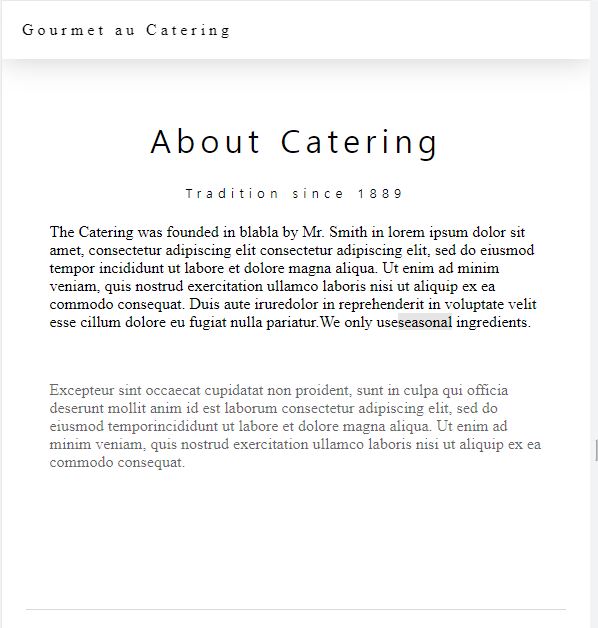 Gourmet au Catering
About Catering
Tradition since 1889
The Catering was founded in blabla by Mr. Smith in lorem ipsum dolor sit
amet, consectetur adipiscing elit consectetur adipiscing elit, sed do eiusmod
tempor incididunt ut labore et dolore magna aliqua. Ut enim ad minim
veniam, quis nostrud exercitation ullamco laboris nisi ut aliquip ex ea
commodo consequat. Duis aute iruredolor in reprehenderit in voluptate velit
esse cillum dolore eu fugiat nulla pariatur.We only useseasonal ingredients.
Excepteur sint occaecat cupidatat non proident, sunt in culpa qui officia
deserunt mollit anim id est laborum consectetur adipiscing elit, sed do
eiusmod temporincididunt ut labore et dolore magna aliqua. Ut enim ad
minim veniam, quis nostrud exercitation ullamco laboris nisi ut aliquip ex ea
commodo consequat.